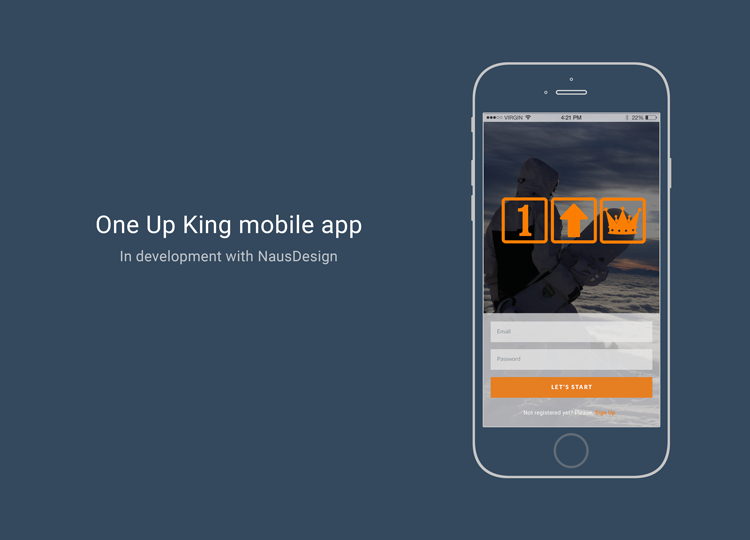 One Up King mobile app
In development with NausDesign
VIRGIN 4:21 PM 22%
1
Email
Password
LET'S START
Not registered yet? Please, Sign Up